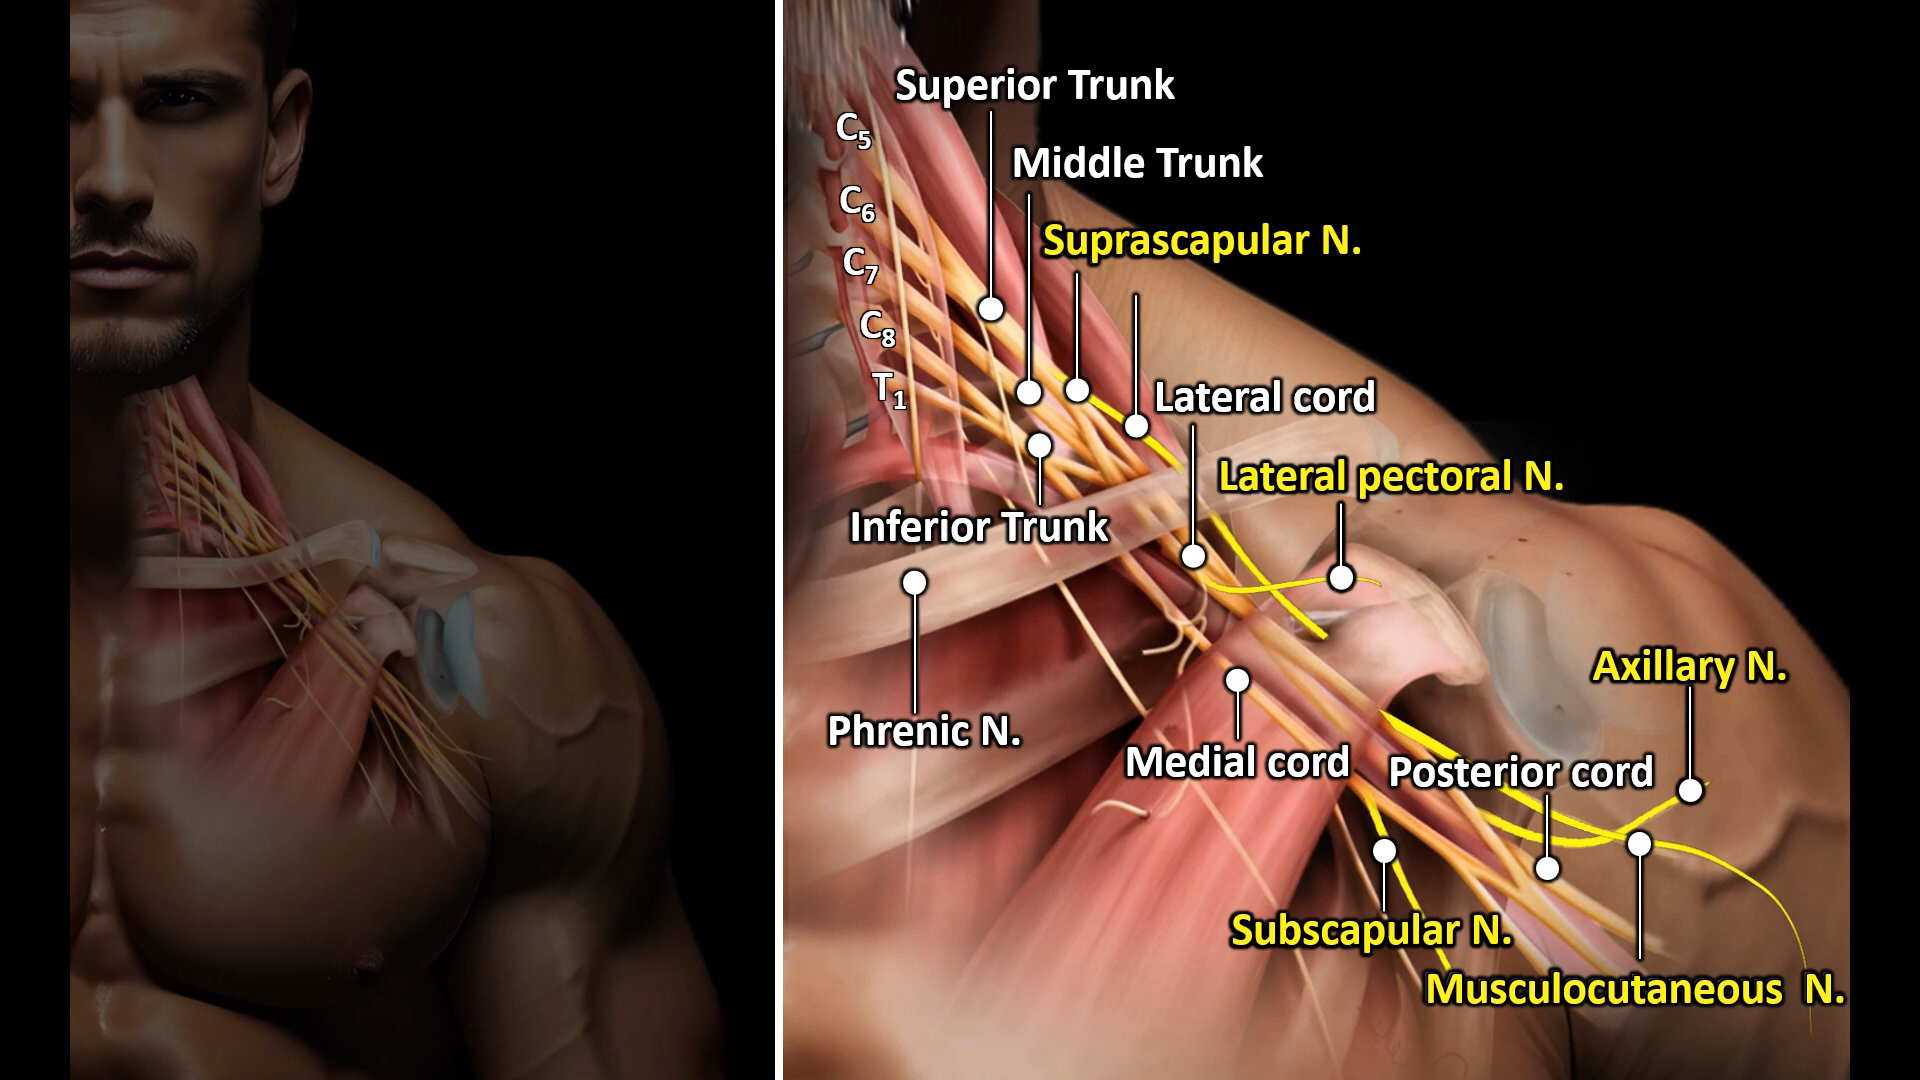 Superior Trunk
C5
Middle Trunk
C6
Suprascapular N.
C7
C8
T1
Lateral cord
Lateral pectoral N.
Inferior Trunk
Axillary N.
Phrenic N.
Medial cord
Posterior cord
Subscapular N.
Musculocutaneous N.